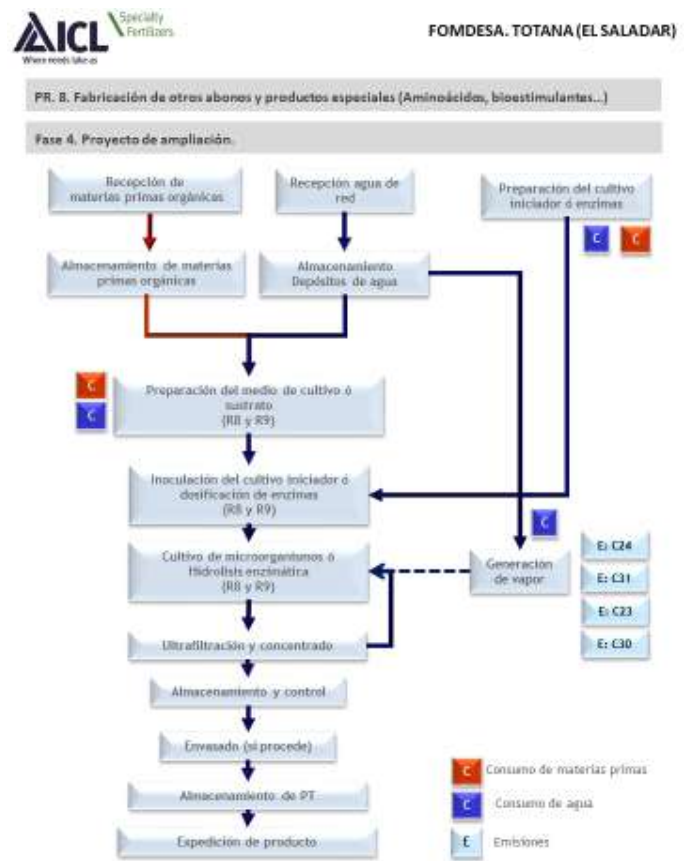 ICL
Specialty
Fertilizers
Where needs take us
FOMDESA. TOTANA (EL SALADAR)
PR. 8. Fabricación de otros abonos y productos especiales (Aminoácidos, bioestimulantes...)
Fase 4. Proyecto de ampliación.
Recepción de
materias primas orgánicas
Recepción agua de
red
Preparación del cultivo
iniciador ó enzimas
C
C
Almacenamiento de materias
primas orgánicas
Almacenamiento
Depósitos de agua
C
C
Preparación del medio de cultivo ó
sustrato
(R8 y R9)
Inoculación del cultivo iniciador ó
dosificación de enzimas
(R8 y R9)
C
Cultivo de microorganismos ó
Hidrolisis enzimática
(R8 y R9)
Generación
de vapor
E: C24
E: C31
E: C23
E: C30
Ultrafiltración y concentrado
Almacenamiento y control
Envasado (si procede)
Almacenamiento de PT
Expedición de producto
C
Consumo de materias primas
C
Consumo de agua
E
Emisiones